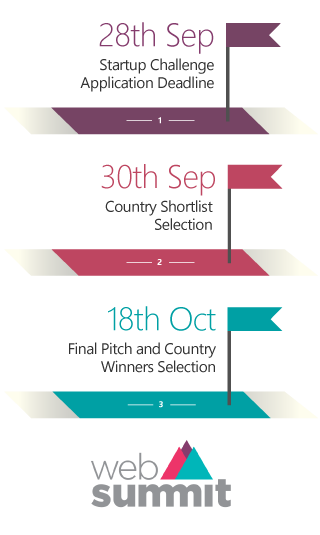 28th Sep
Startup Challenge
Application Deadline
1
30th Sep
Country Shortlist
Selection
2
18th Oct
Final Pitch and Country
Winners Selection
3
web
summit